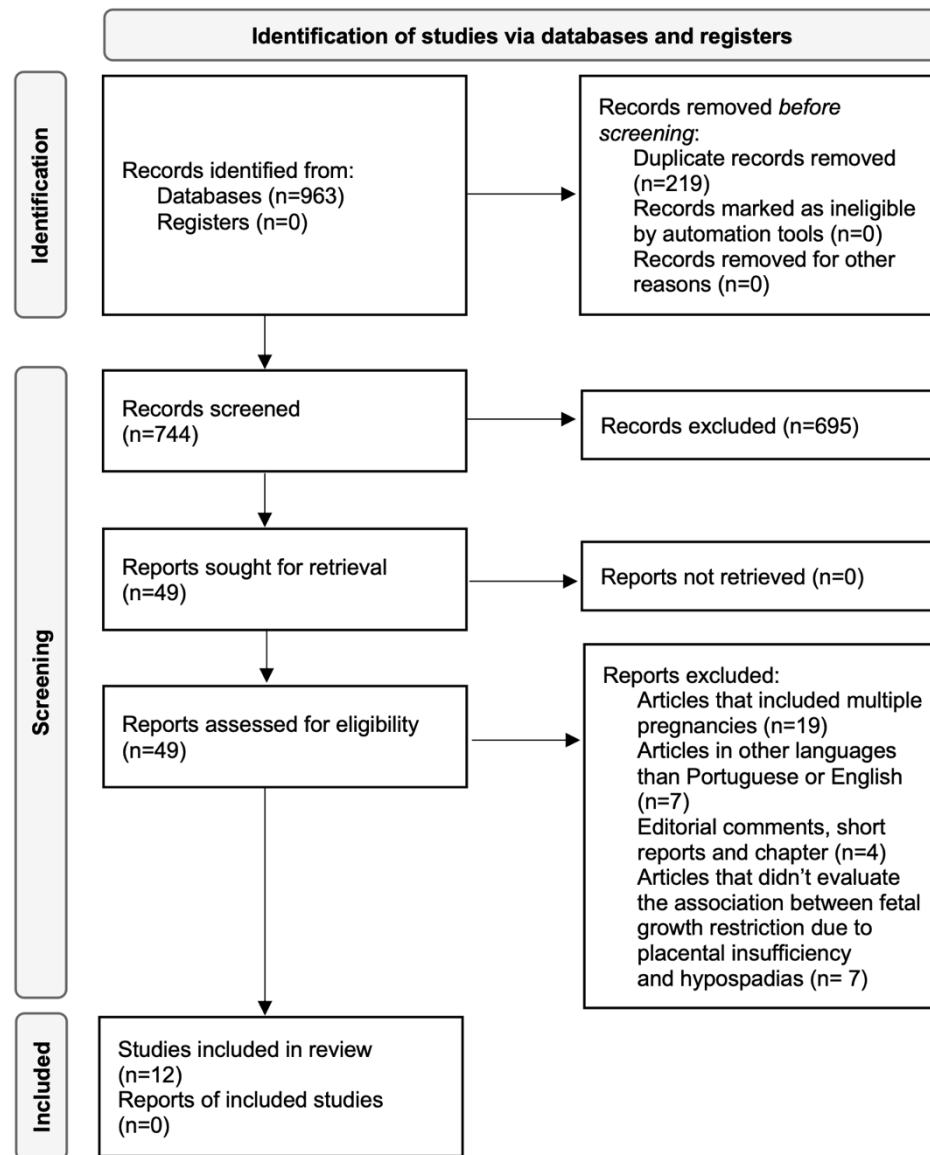 Identification of studies via databases and registers
Identification
Records identified from:
Databases (n=963)
Registers (n=0)
Records removed before
screening:
Duplicate records removed
(n=219)
Records marked as ineligible
by automation tools (n=0)
Records removed for other
reasons (n=0)
Screening
Records screened
(n=744)
Records excluded (n=695)
Reports sought for retrieval
(n=49)
Reports not retrieved (n=0)
Reports assessed for eligibility
(n=49)
Reports excluded:
Articles that included multiple
pregnancies (n=19)
Articles in other languages
than Portuguese or English
(n=7)
Editorial comments, short
reports and chapter (n=4)
Articles that didn’t evaluate
the association between fetal
growth restriction due to
placental insufficiency
and hypospadias (n= 7)
Included
Studies included in review
(n=12)
Reports of included studies
(n=0)